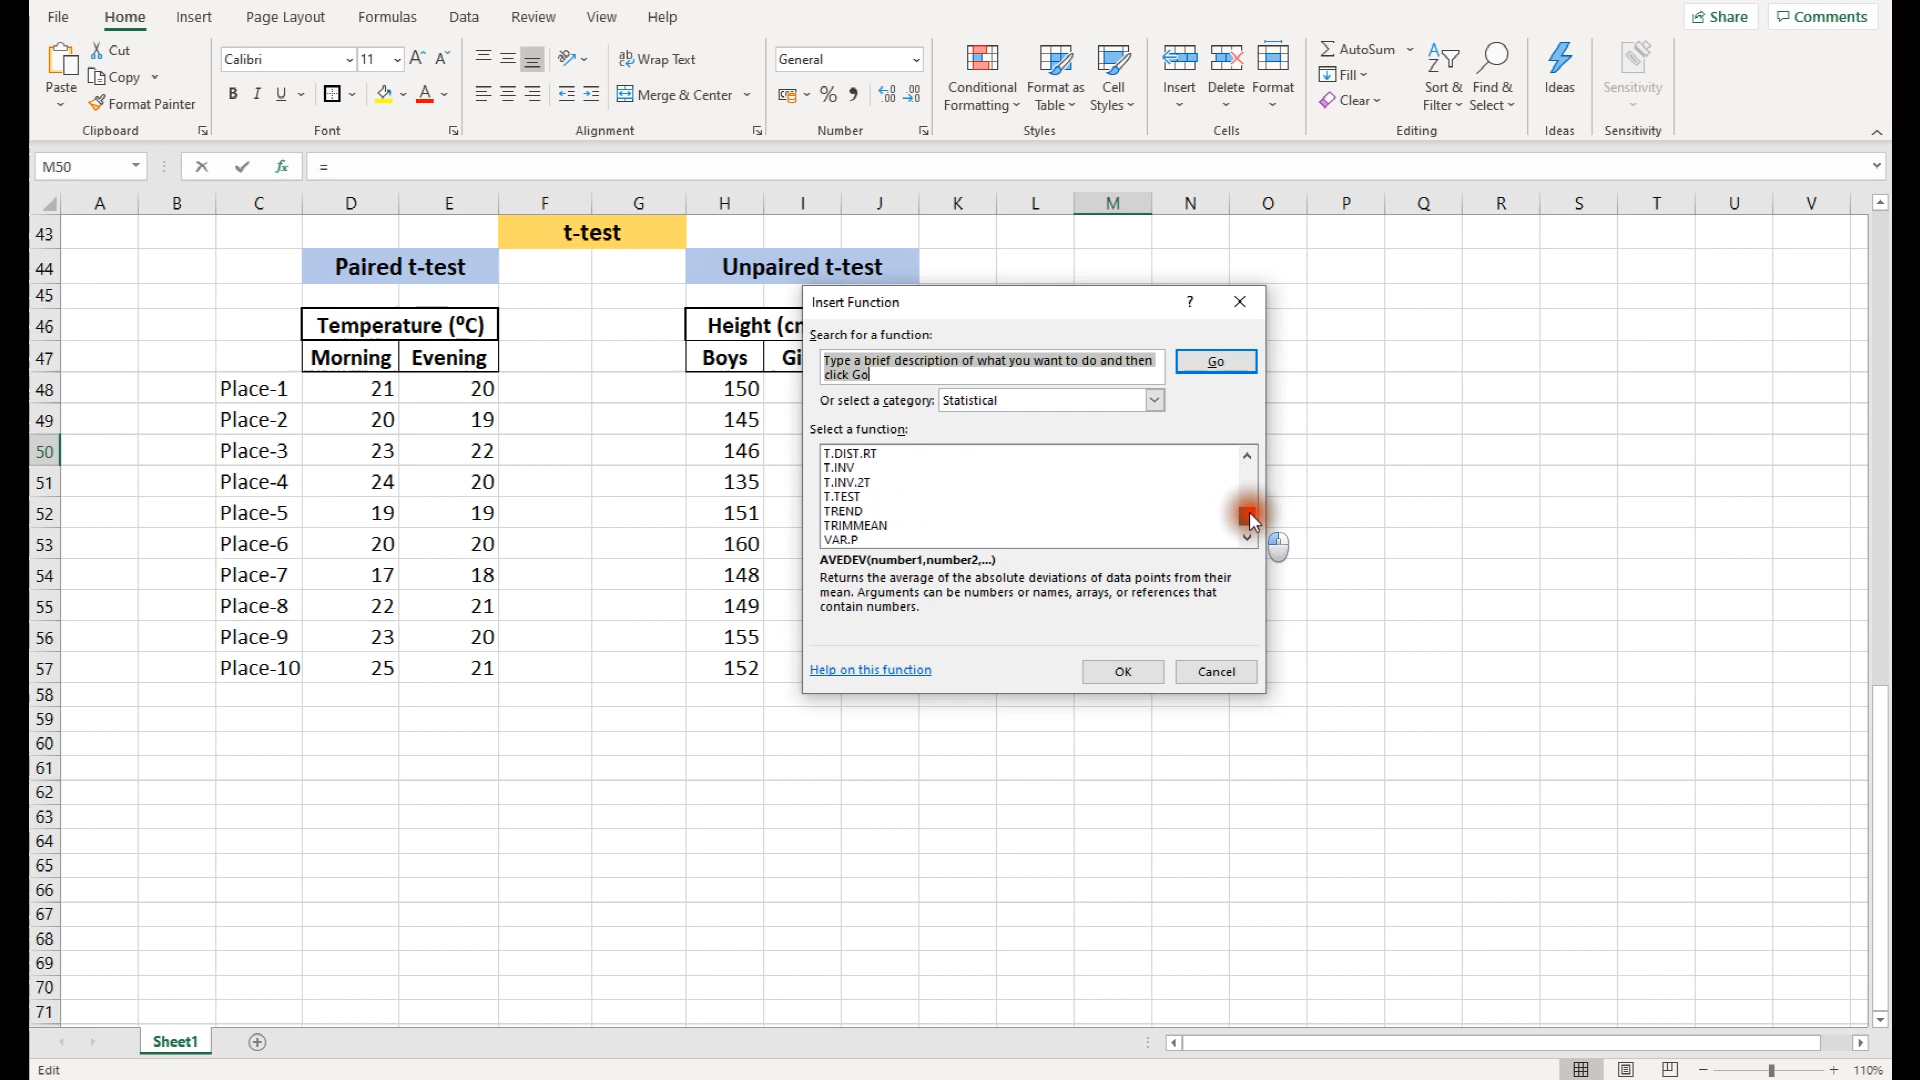 File Home Insert Page Layout Formulas Data Review View Help Share Comments
Paste Cut Copy Format Painter Clipboard
Calibri 11 B I U Font
Wrap Text Merge & Center Alignment
General % Number
Conditional Formatting Format as Table Cell Styles Styles
Insert Delete Format Cells
AutoSum Fill Clear Sort & Filter Find & Select Editing
Ideas Ideas
Sensitivity Sensitivity
M50 fx =
A B C D E F G H I J K L M N O P Q R S T U V
43 t-test
44 Paired t-test Unpaired t-test
45
46 Temperature (⁰C) Height (cr
47 Morning Evening Boys Gi
48 Place-1 21 20 150
49 Place-2 20 19 145
50 Place-3 23 22 146
51 Place-4 24 20 135
52 Place-5 19 19 151
53 Place-6 20 20 160
54 Place-7 17 18 148
55 Place-8 22 21 149
56 Place-9 23 20 155
57 Place-10 25 21 152
58
59
60
61
62
63
64
65
66
67
68
69
70
71
Insert Function ?
Search for a function:
Type a brief description of what you want to do and then
click Go
Go
Or select a category: Statistical
Select a function:
T.DIST.RT
T.INV
T.INV.2T
T.TEST
TREND
TRIMMEAN
VAR.P
AVEDEV(number1,number2,...)
Returns the average of the absolute deviations of data points from their
mean. Arguments can be numbers or names, arrays, or references that
contain numbers.
Help on this function OK Cancel
Sheet1
Edit 110%